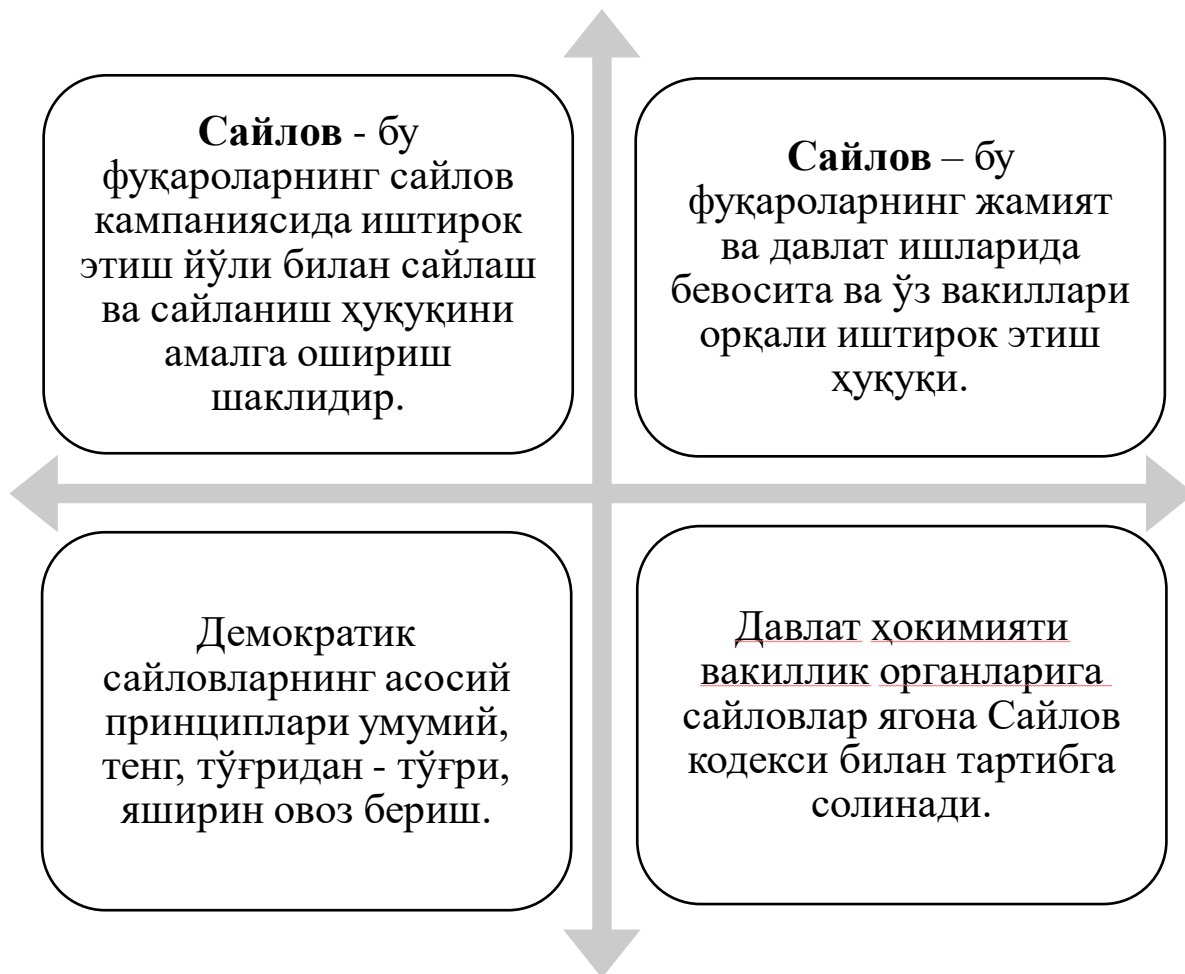 Сайлов - бу
фуқароларнинг сайлов
кампаниясида иштирок
этиш йўли билан сайлаш
ва сайланиш ҳуқуқини
амалга ошириш
шаклидир.
Сайлов – бу
фуқароларнинг жамият
ва давлат ишларида
бевосита ва ўз вакиллари
орқали иштирок этиш
ҳуқуқи.
Демократик
сайловларнинг асосий
принциплари умумий,
тенг, тўғридан - тўғри,
яширин овоз бериш.
Давлат ҳокимияти
вакиллик органларига
сайловлар ягона Сайлов
кодекси билан тартибга
солинади.